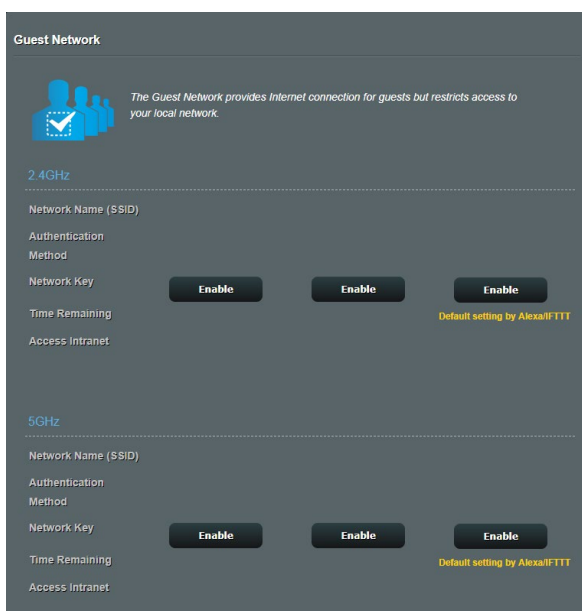 Guest Network
The Guest Network provides Internet connection for guests but restricts access to
your local network.
2.4GHz
Network Name (SSID)
Authentication
Method
Network Key
Enable Enable Enable
Time Remaining
Default setting by Alexa/IFTTT
Access Intranet
5GHz
Network Name (SSID)
Authentication
Method
Network Key
Enable Enable Enable
Time Remaining
Default setting by Alexa/IFTTT
Access Intranet